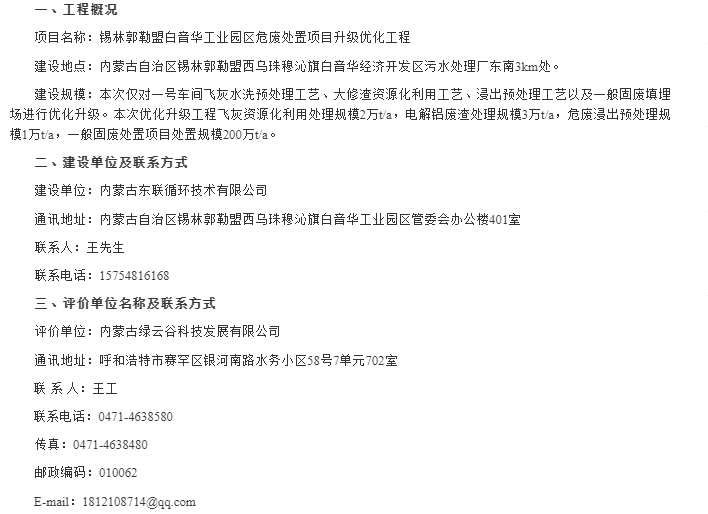 一、工程概况
项目名称：锡林郭勒盟白音华工业园区危废处置项目升级优化工程
建设地点：内蒙古自治区锡林郭勒盟西乌珠穆沁旗白音华经济开发区污水处理厂东南3km处。
建设规模：本次仅对一号车间飞灰水洗预处理工艺、大修渣资源化利用工艺、浸出预处理工艺以及一般固废填埋
场进行优化升级。本次优化升级工程飞灰资源化利用处理规模2万t/a，电解铝废渣处理规模3万t/a，危废浸出预处理规
模1万t/a，一般固废处置项目处置规模200万t/a。
二、建设单位及联系方式
建设单位：内蒙古东联循环技术有限公司
通讯地址：内蒙古自治区锡林郭勒盟西乌珠穆沁旗白音华工业园区管委会办公楼401室
联系人：王先生
联系电话：15754816168
三、评价单位名称及联系方式
评价单位：内蒙古绿云谷科技发展有限公司
通讯地址：呼和浩特市赛罕区银河南路水务小区58号7单元702室
联 系 人：王工
联系电话：0471-4638580
传真：0471-4638480
邮政编码：010062
E-mail：1812108714@qq.com